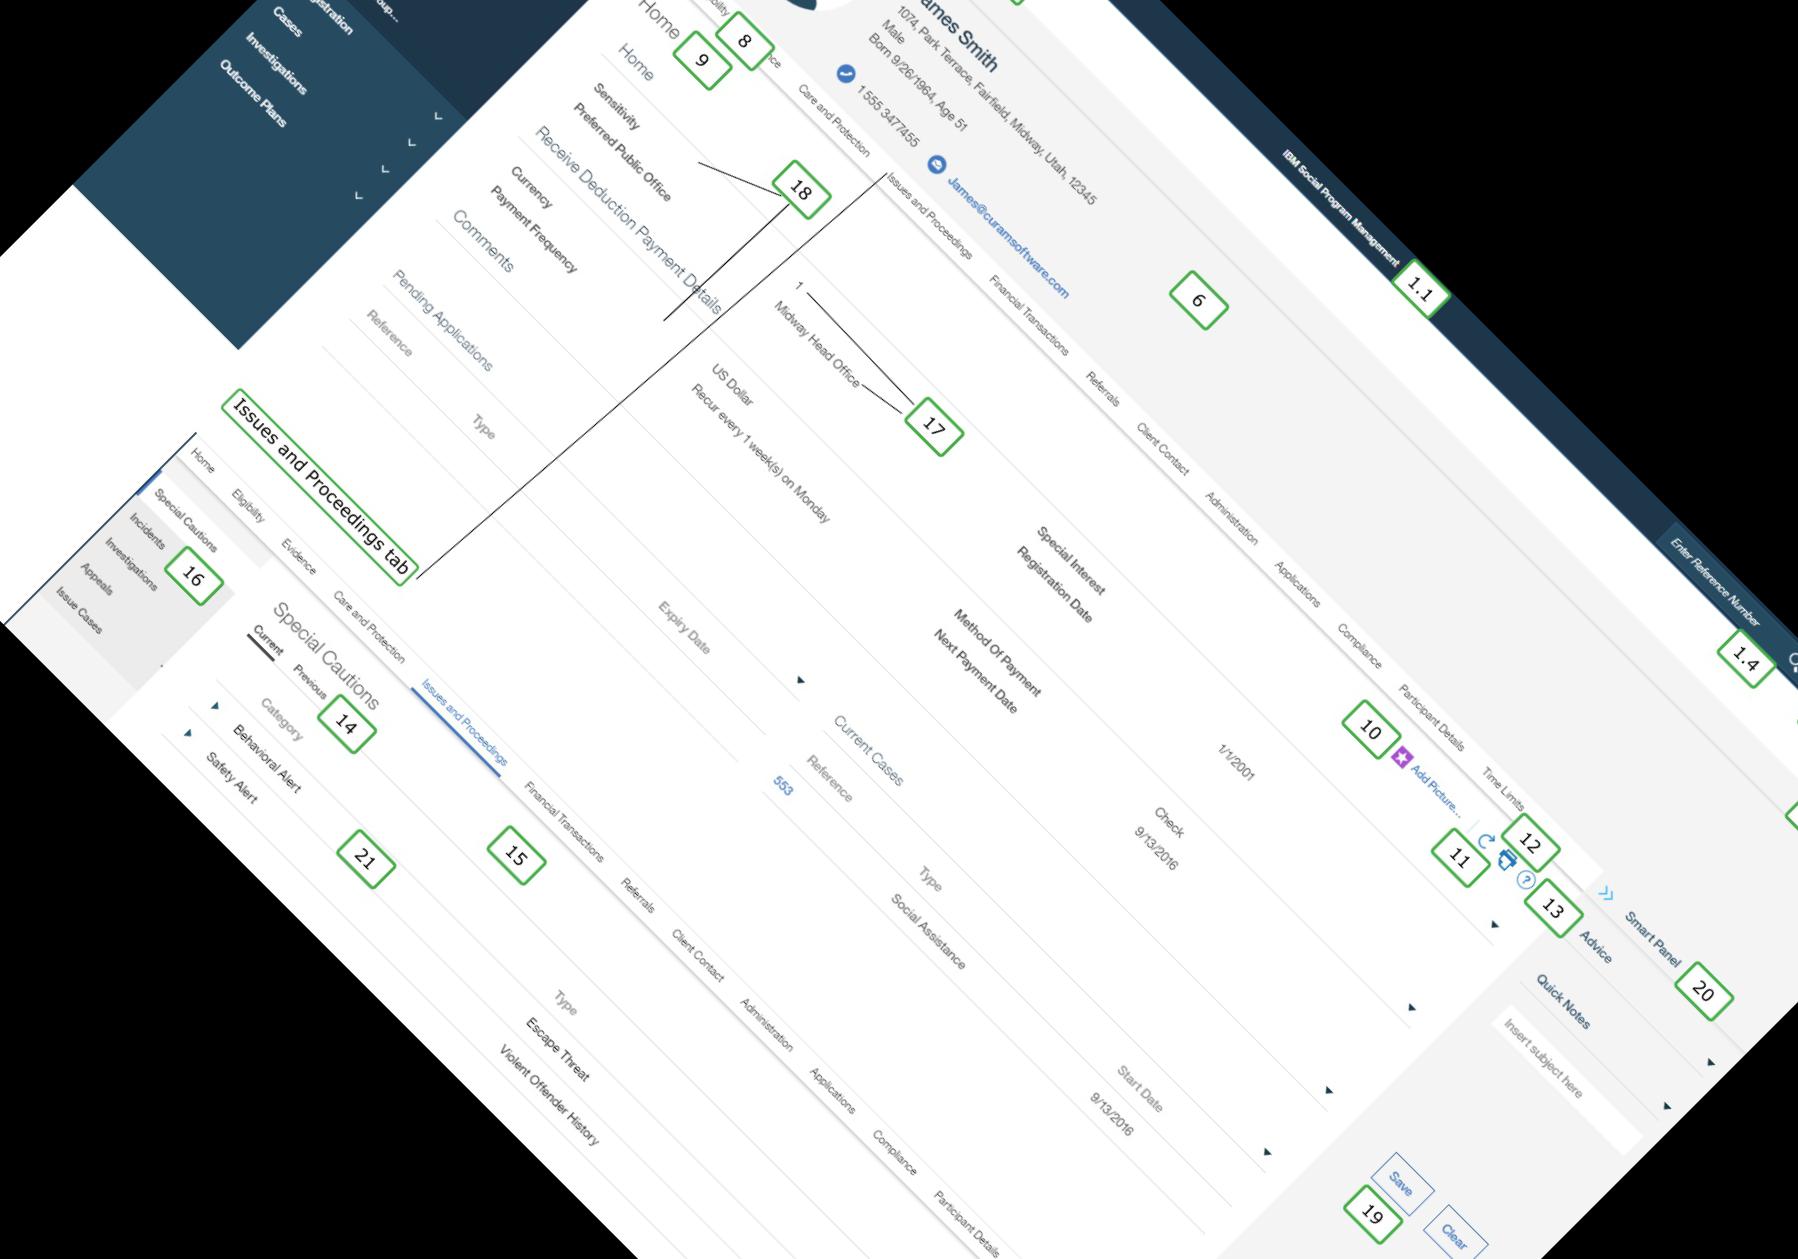 IBM Social Program Management
1.1
Enter Reference Number
1.4
Cases
Investigations
Outcome Plans
James Smith
1074, Park Terrace, Fairfield, Midway, Utah, 12345
Male
Born 9/26/1964, Age 51
1 555 3477455
James@curamsoftware.com
6
8
Care and Protection
Issues and Proceedings
Financial Transactions
Referrals
Client Contact
Administration
Applications
Compliance
Participant Details
Time Limits
Home
9
10
Add Picture...
11
12
13
Home
Sensitivity
1
Special Interest
Preferred Public Office
Midway Head Office
Registration Date
1/1/2001
18
17
Receive Deduction Payment Details
Currency
US Dollar
Method Of Payment
Check
Payment Frequency
Recur every 1 week(s) on Monday
Next Payment Date
9/13/2016
Comments
Pending Applications
Reference
Type
Expiry Date
Current Cases
Reference
Type
Start Date
553
Social Assistance
9/13/2016
Smart Panel
20
Advice
Quick Notes
Insert subject here
Save
Clear
19
Issues and Proceedings tab
Home
Eligibility
Evidence
Care and Protection
Issues and Proceedings
Financial Transactions
Referrals
Client Contact
Administration
Applications
Compliance
Participant Details
Special Cautions
Incidents
Investigations
Appeals
Issue Cases
16
Special Cautions
Current
Previous
14
Category
Type
Behavioral Alert
Escape Threat
Safety Alert
Violent Offender History
15
21